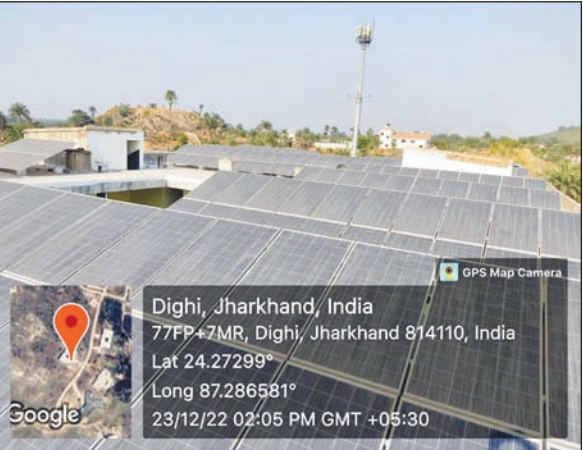 GPS Map Camera
Dighi, Jharkhand, India
77FP+7MR, Dighi, Jharkhand 814110, India
Lat 24.27299°
Long 87.286581°
23/12/22 02:05 PM GMT +05:30
Google